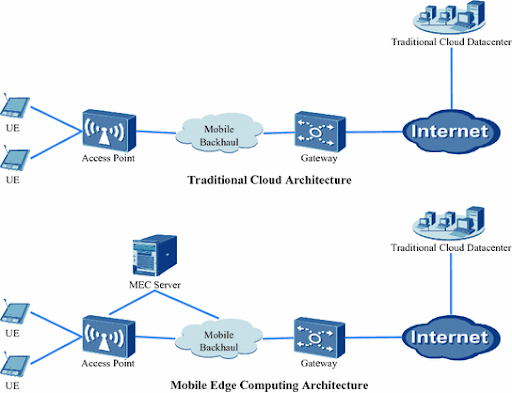 Traditional Cloud Datacenter
UE
UE
Access Point
Mobile
Backhaul
Gateway
Internet
Traditional Cloud Architecture
MEC Server
Traditional Cloud Datacenter
UE
UE
Access Point
Mobile
Backhaul
Gateway
Internet
Mobile Edge Computing Architecture